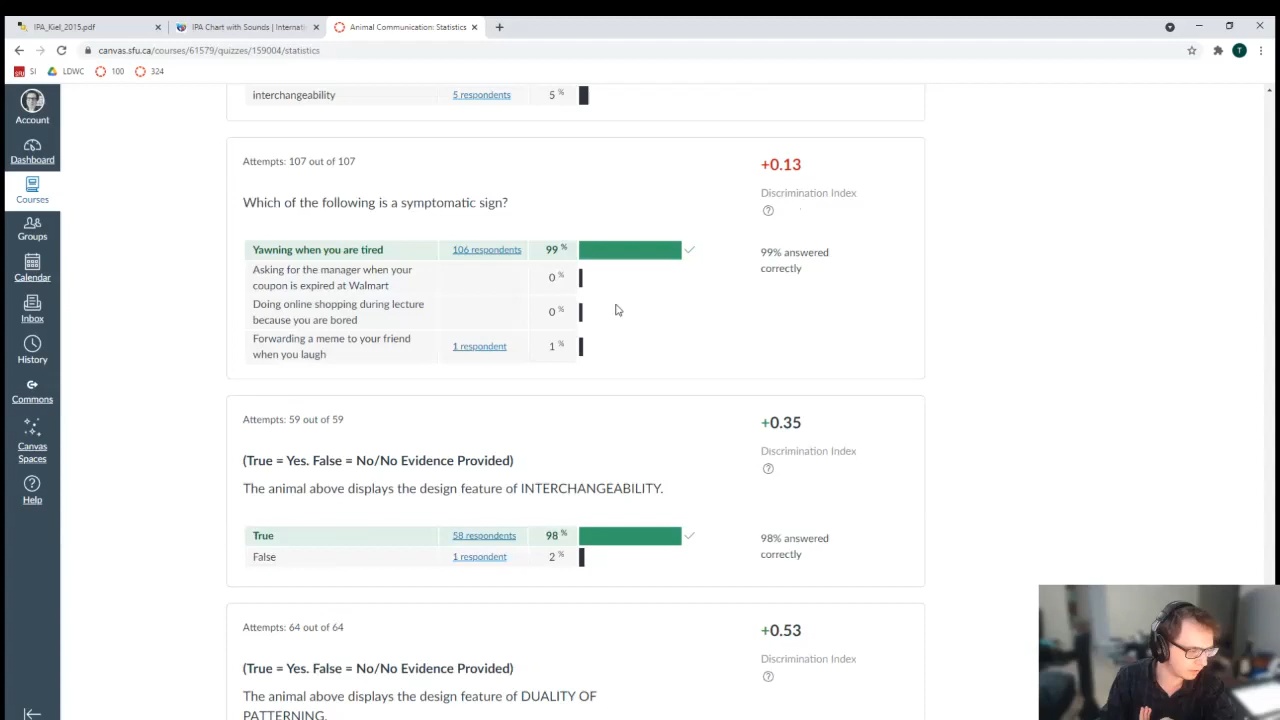 IPA_Kiel_2015.pdf
IPA Chart with Sounds | Internati
Animal Communication: Statistics
canvas.sfu.ca/courses/61579/quizzes/159004/statistics
T
SFU SI
LDWC
100
324
Account
Dashboard
Courses
Groups
Calendar
Inbox
History
Commons
Canvas
Spaces
Help
interchangeability 5 respondents 5 %
Attempts: 107 out of 107
+0.13
Discrimination Index
Which of the following is a symptomatic sign?
Yawning when you are tired 106 respondents 99 %
Asking for the manager when your
coupon is expired at Walmart 0 %
Doing online shopping during lecture
because you are bored 0 %
Forwarding a meme to your friend
when you laugh 1 respondent 1 %
99% answered
correctly
Attempts: 59 out of 59
+0.35
Discrimination Index
(True = Yes. False = No/No Evidence Provided)
The animal above displays the design feature of INTERCHANGEABILITY.
True 58 respondents 98 %
False 1 respondent 2 %
98% answered
correctly
Attempts: 64 out of 64
+0.53
Discrimination Index
(True = Yes. False = No/No Evidence Provided)
The animal above displays the design feature of DUALITY OF
PATTERNING.